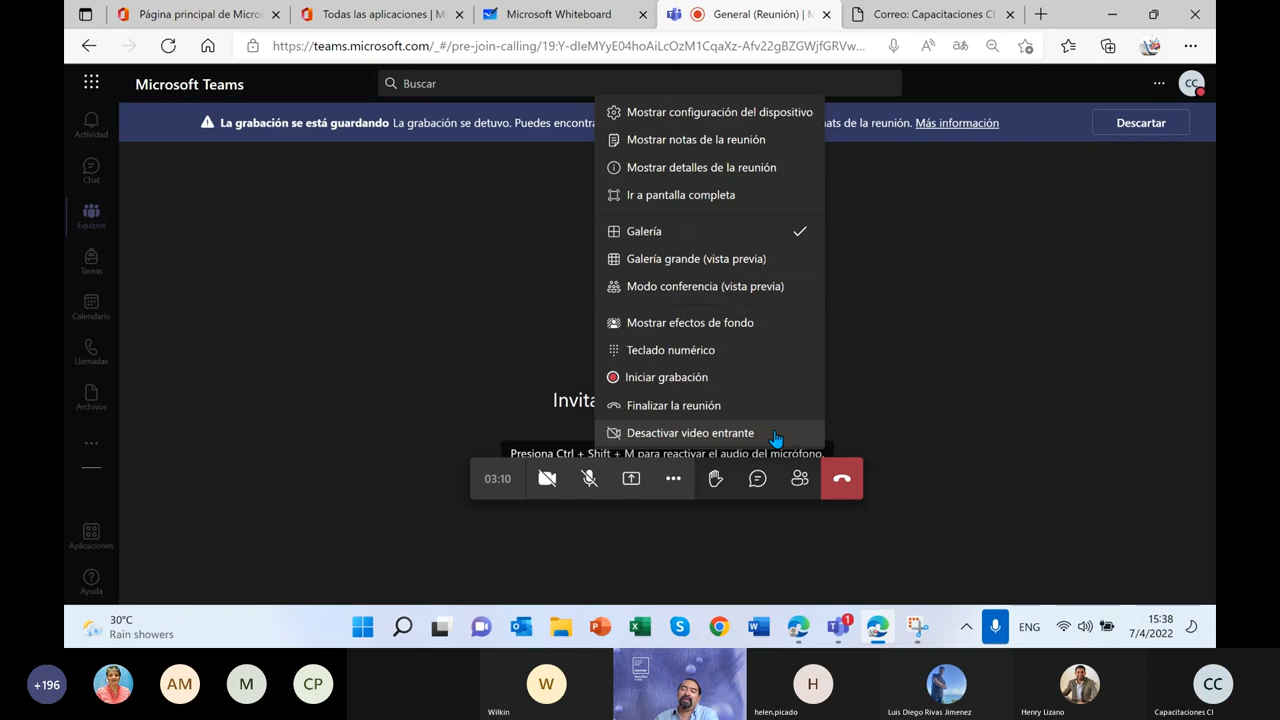 Página principal de Micros
Todas las aplicaciones | M
Microsoft Whiteboard
General (Reunión) | M
Correo: Capacitaciones CI
https://teams.microsoft.com/_#/pre-join-calling/19:Y-dIeMYyE04hoAiLcOzM1CqaXz-Afv22gBZGWjfGRVw...
Microsoft Teams
Buscar
CC
La grabación se está guardando La grabación se detuvo. Puedes encontra
ats de la reunión. Más información
Descartar
Actividad
Chat
Equipos
Tareas
Calendario
Llamadas
Archivos
Aplicaciones
Ayuda
Mostrar configuración del dispositivo
Mostrar notas de la reunión
Mostrar detalles de la reunión
Ir a pantalla completa
Galería
Galería grande (vista previa)
Modo conferencia (vista previa)
Mostrar efectos de fondo
Teclado numérico
Iniciar grabación
Finalizar la reunión
Desactivar video entrante
Invita
Presiona Ctrl + Shift + M para reactivar el audio del micrófono.
03:10
30°C
Rain showers
1
ENG
15:38
7/4/2022
+196
AM
M
CP
W
Wilkin
H
helen.picado
Luis Diego Rivas Jimenez
Henry Lizano
CC
Capacitaciones CI